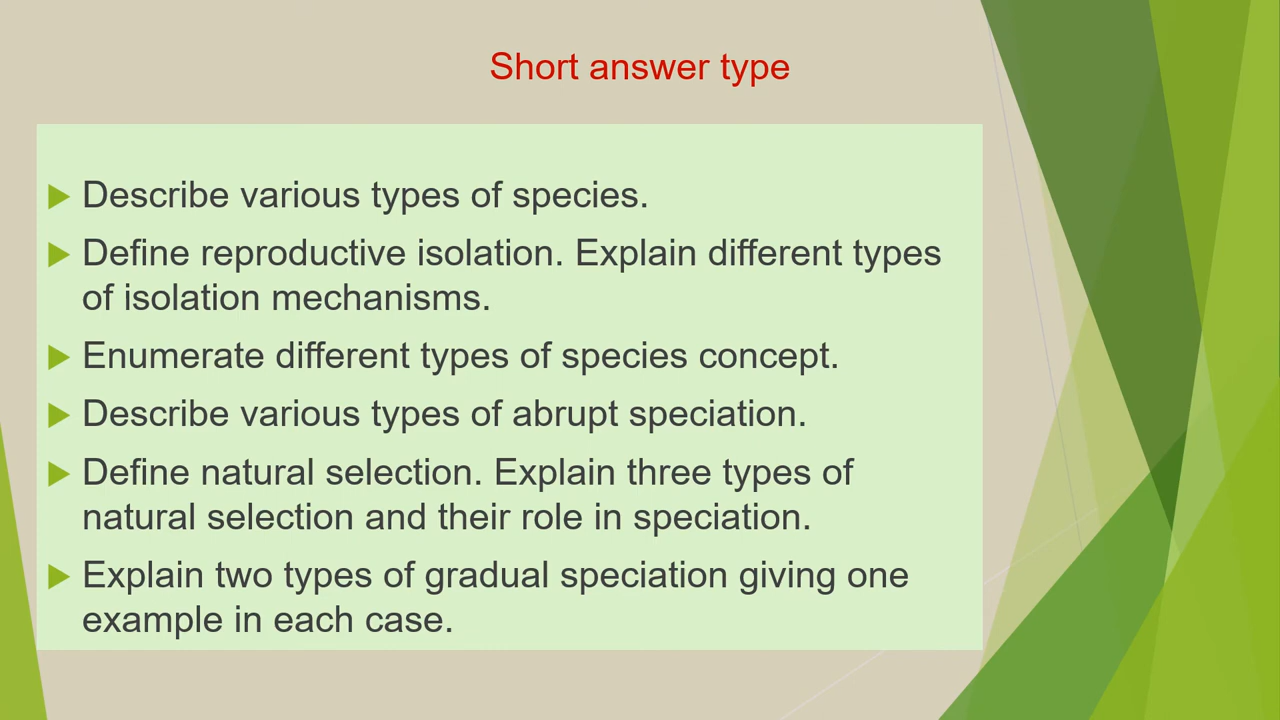 Short answer type
Describe various types of species.
Define reproductive isolation. Explain different types
of isolation mechanisms.
Enumerate different types of species concept.
Describe various types of abrupt speciation.
Define natural selection. Explain three types of
natural selection and their role in speciation.
Explain two types of gradual speciation giving one
example in each case.